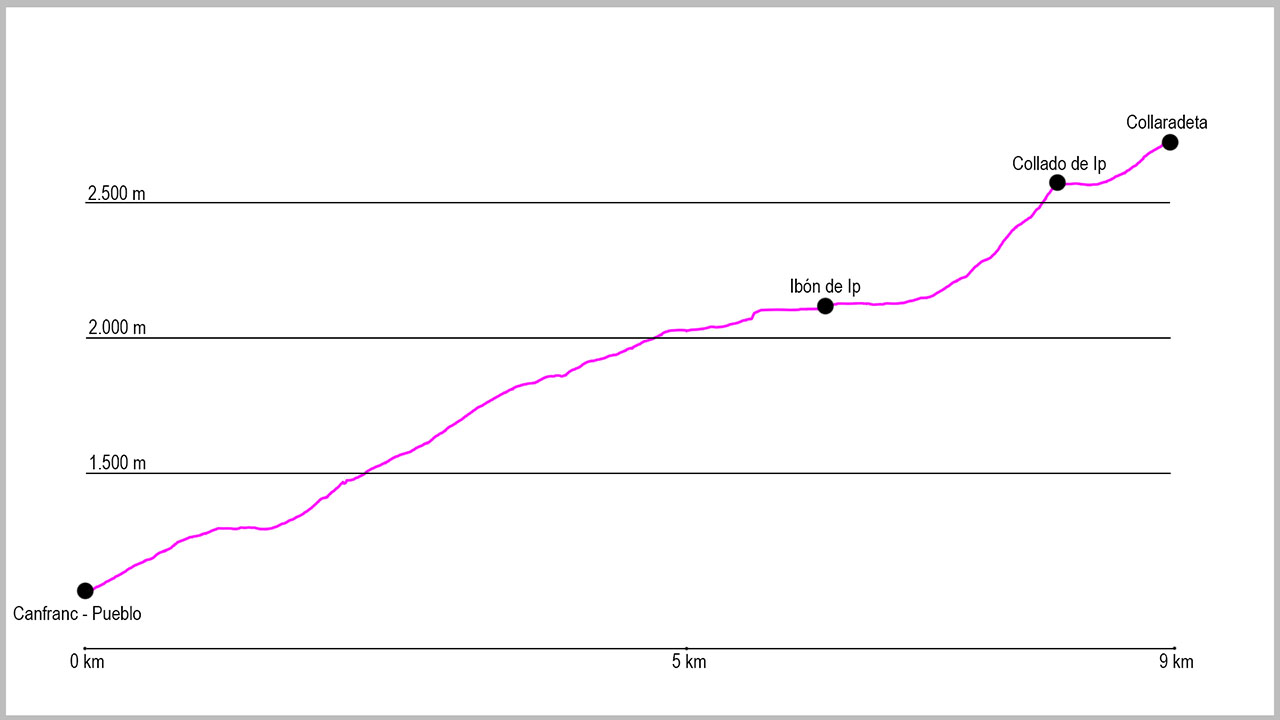 Collaradeta
Collado de Ip
2.500 m
Ibón de Ip
2.000 m
1.500 m
Canfranc - Pueblo
0 km
5 km
9 km